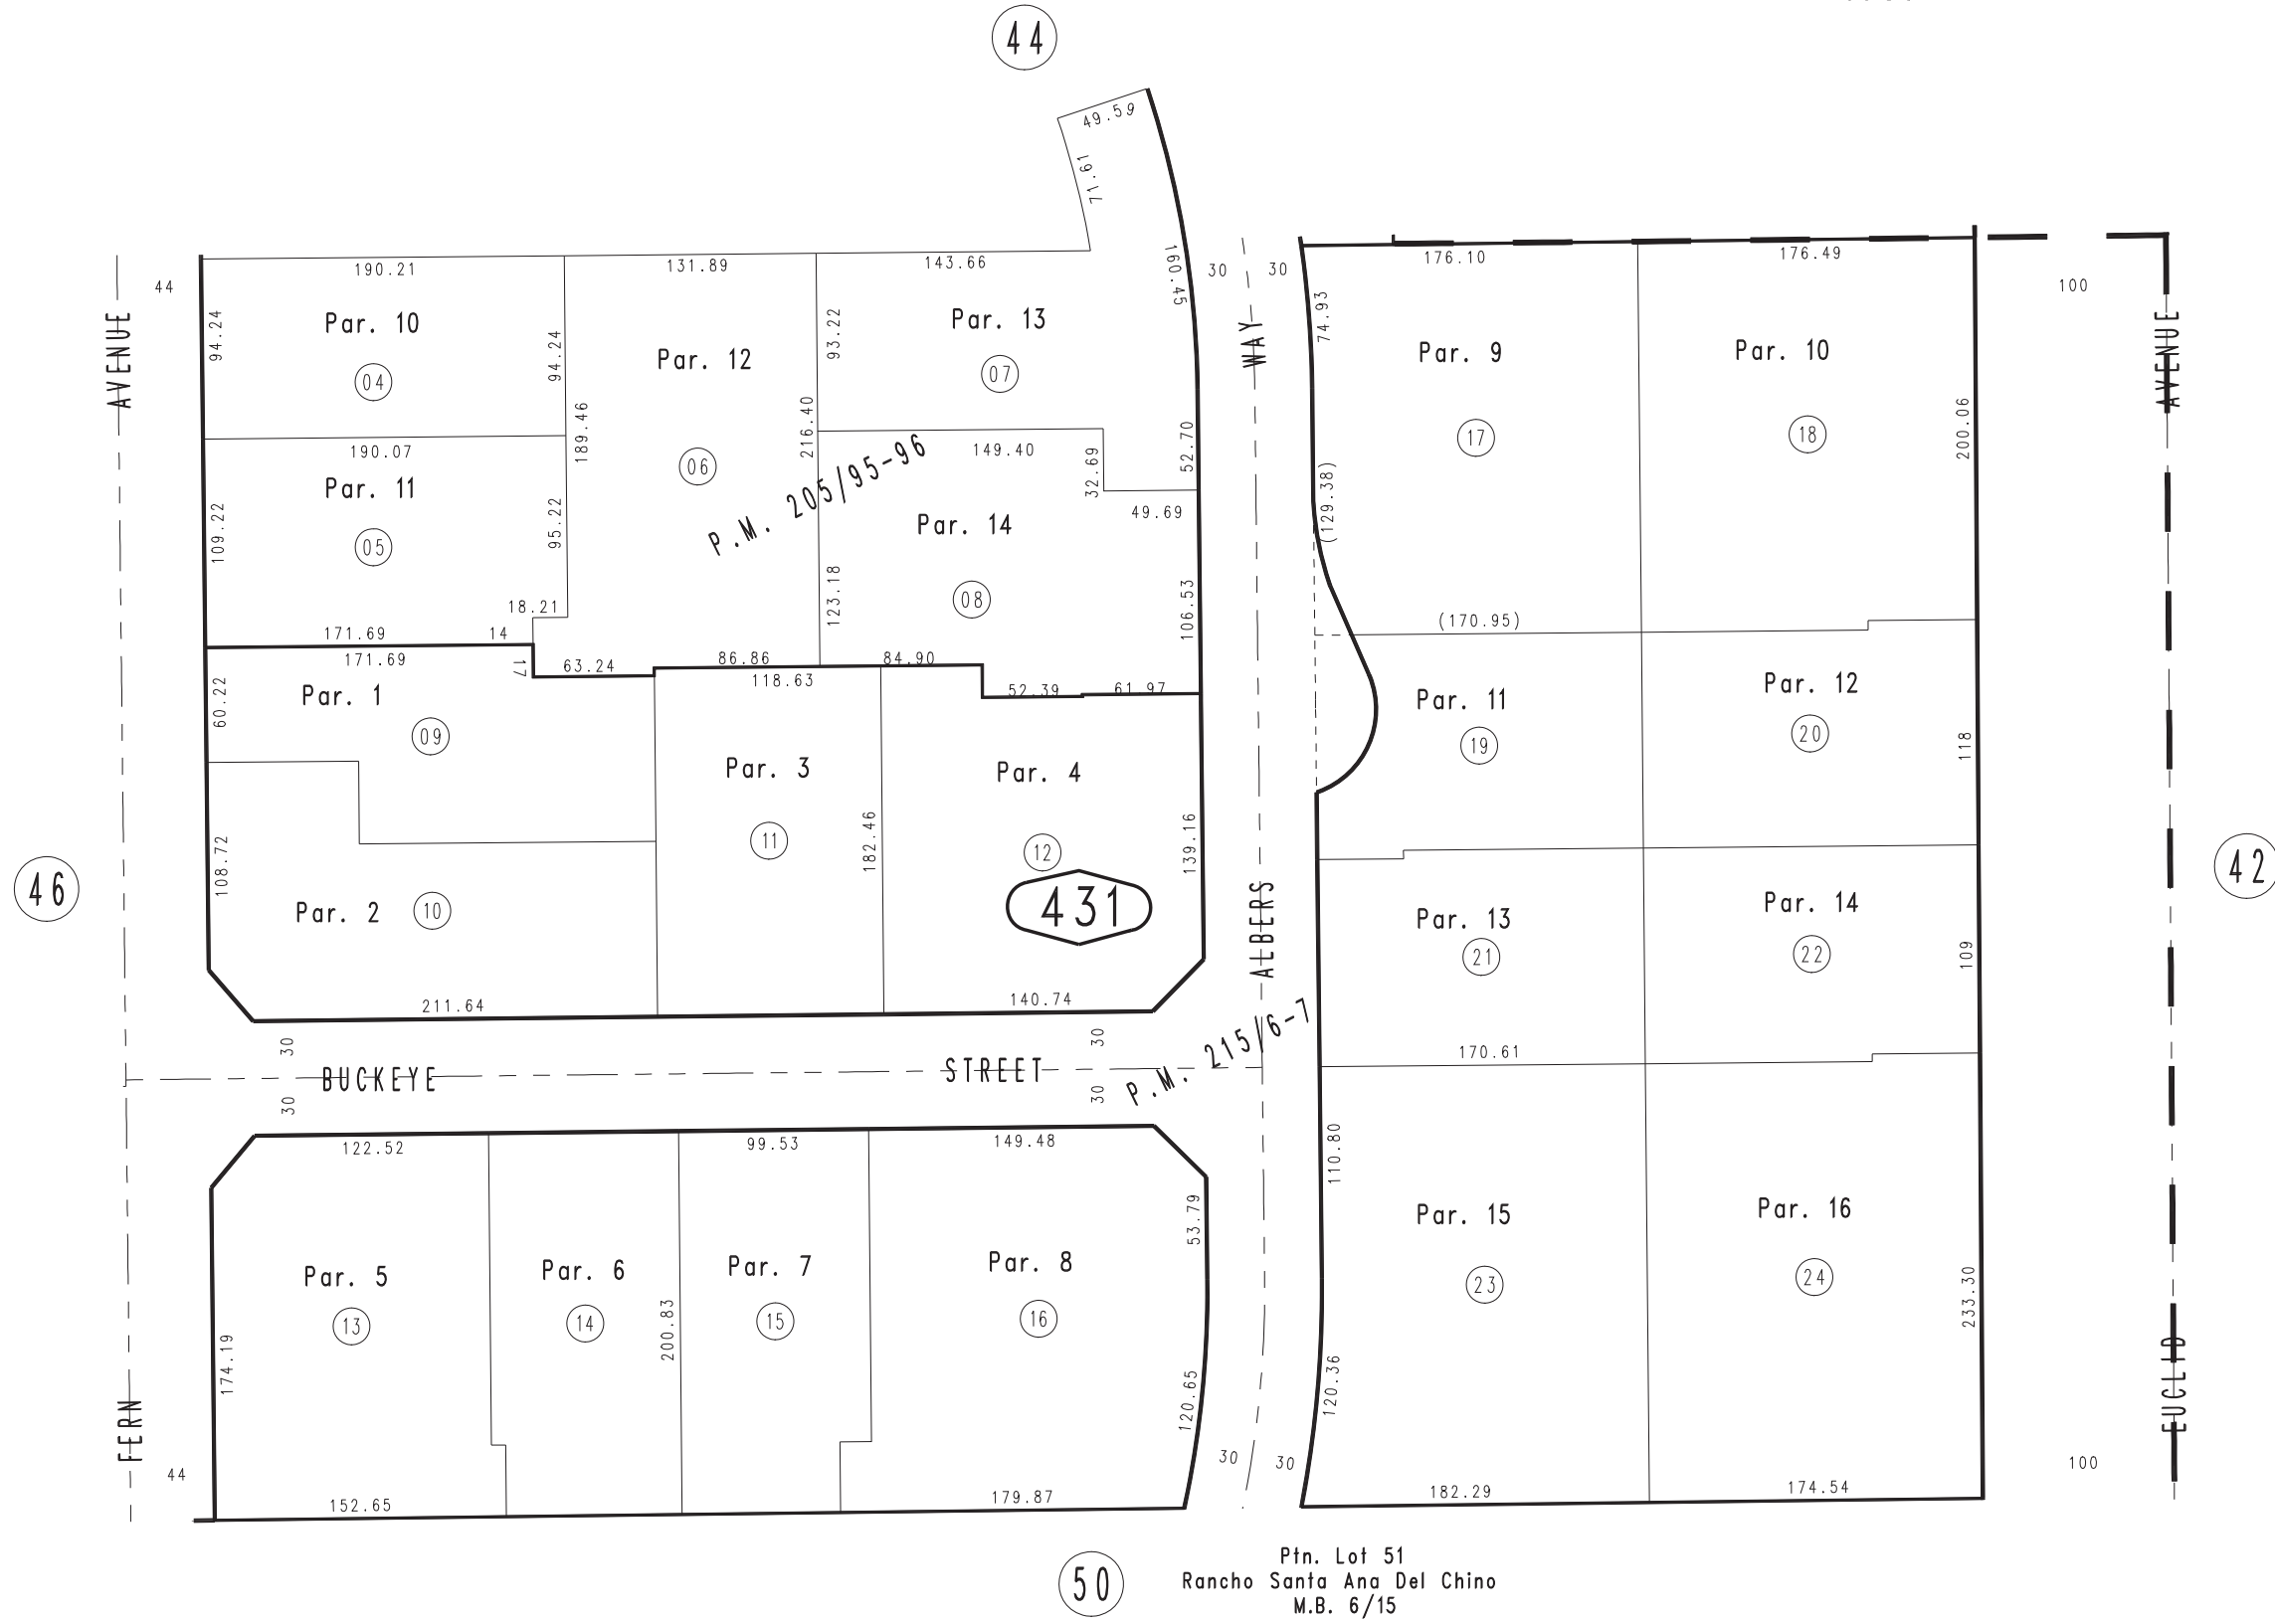 44
49.59
71.61
160.45
190.21
131.89
143.66
30
30
176.10
176.49
44
100
AVENUE
94.24
Par. 10
04
94.24
Par. 12
93.22
Par. 13
07
WAY
74.93
Par. 9
Par. 10
AVENUE
190.07
189.46
06
216.40
P.M. 205/95-96
149.40
32.69
52.70
17
18
200.06
Par. 11
05
109.22
95.22
49.69
(129.38)
Par. 14
08
123.18
106.53
18.21
171.69
14
171.69
17
63.24
86.86
118.63
84.90
52.39
61.97
(170.95)
60.22
Par. 1
09
Par. 3
11
Par. 4
12
Par. 11
19
Par. 12
20
118
46
108.72
Par. 2
10
182.46
431
139.16
ALBERS
Par. 13
21
Par. 14
22
109
42
211.64
140.74
30
30
BUCKEYE
STREET
P.M. 215/6-7
30
30
170.61
122.52
99.53
149.48
110.80
53.79
Par. 5
13
Par. 6
14
Par. 7
15
Par. 8
16
Par. 15
23
Par. 16
24
174.19
200.83
120.65
120.36
233.30
FERN
EUCLID
44
30
30
100
152.65
179.87
182.29
174.54
50
Ptn. Lot 51
Rancho Santa Ana Del Chino
M.B. 6/15